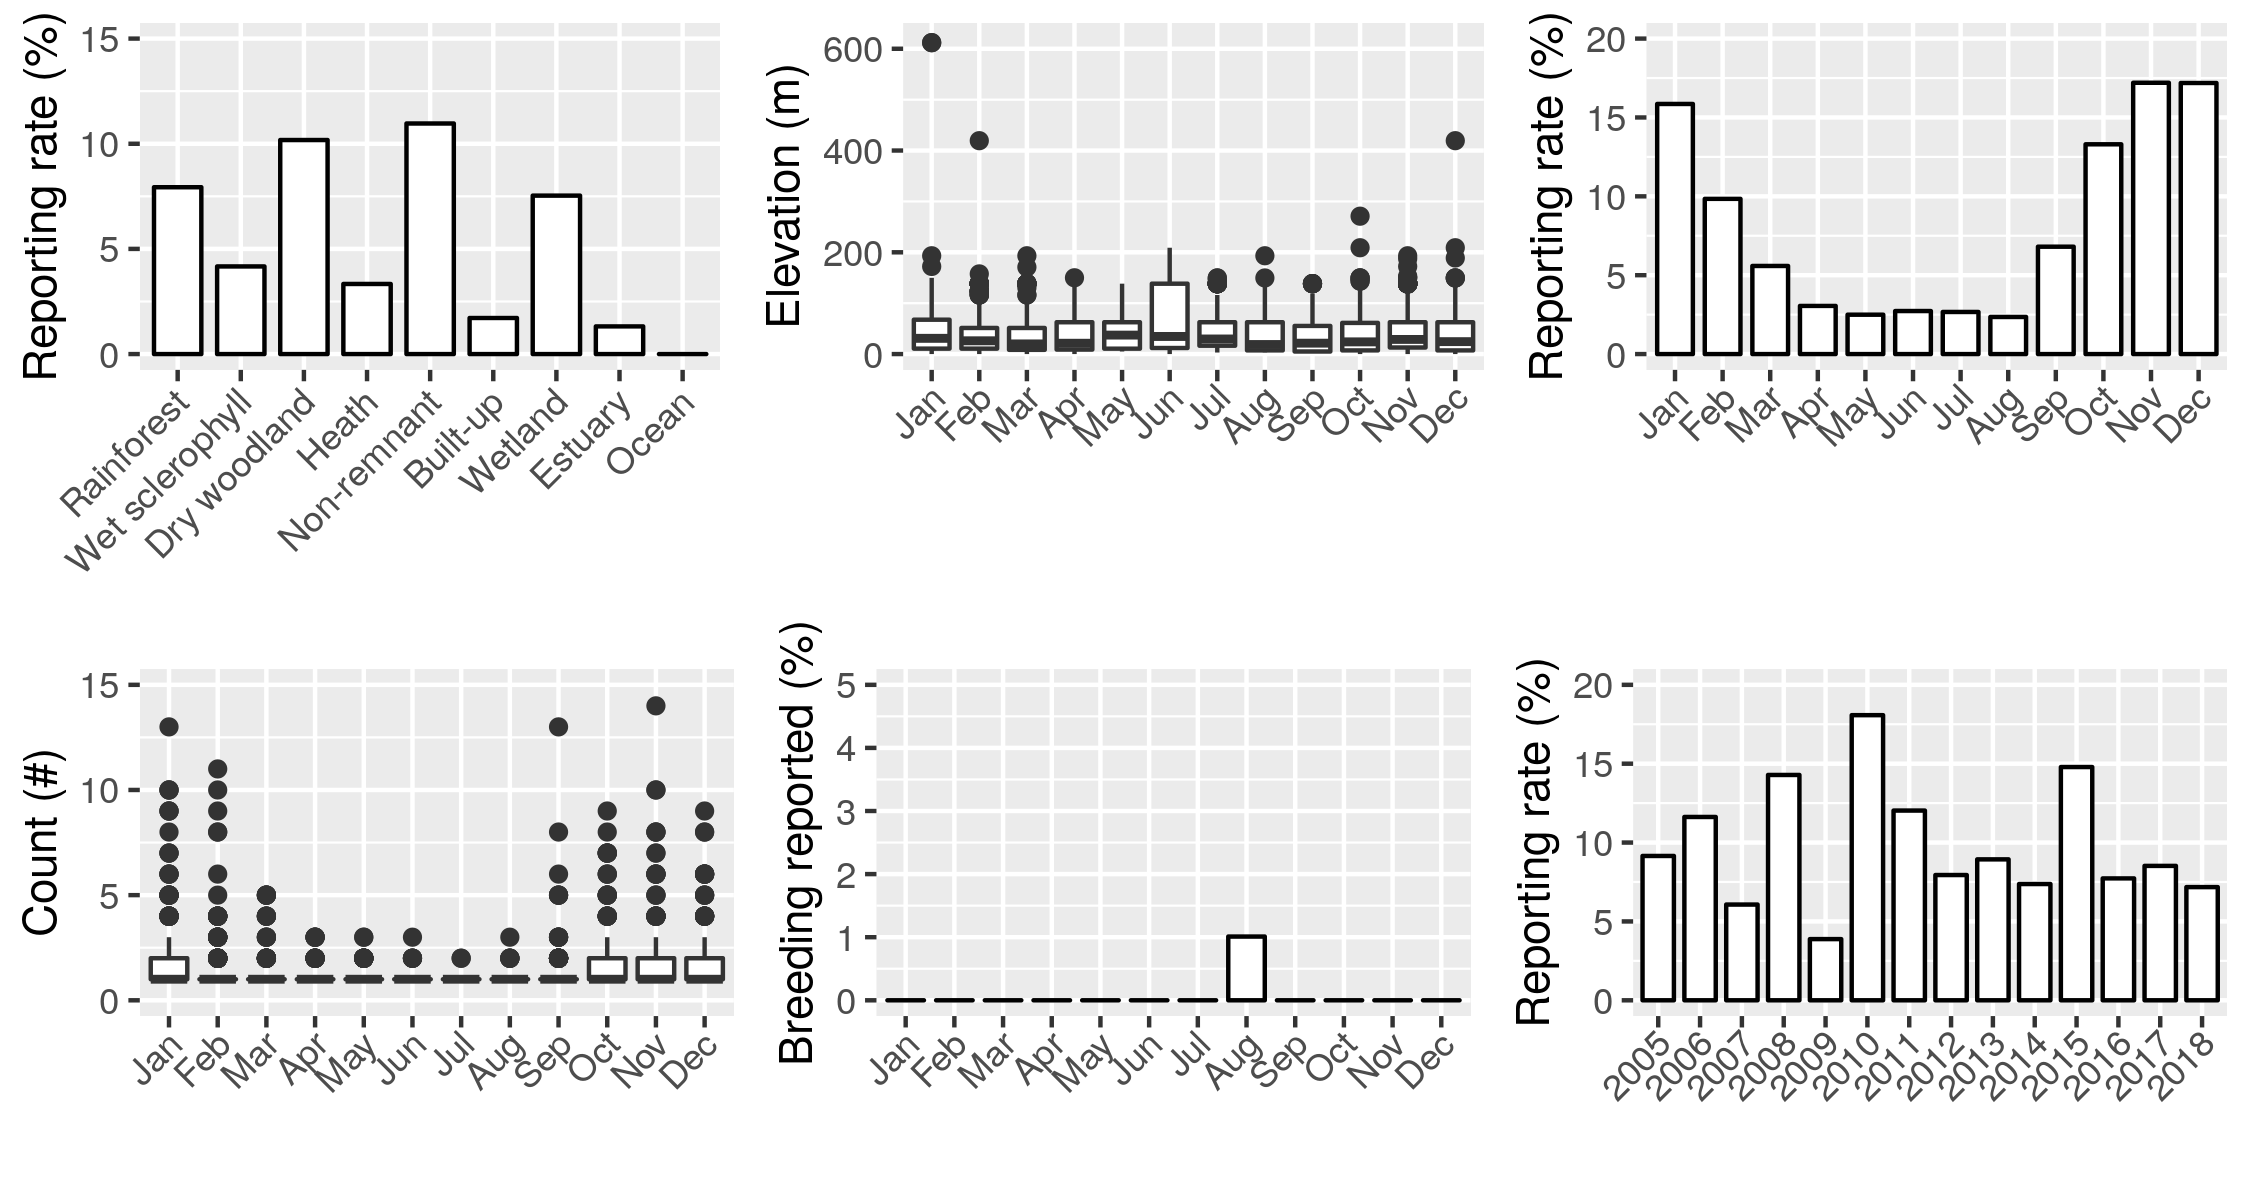 Reporting rate (%)
15
10
5
0
Rainforest
Wet sclerophyll
Dry woodland
Heath
Non-remnant
Built-up
Wetland
Estuary
Ocean
Elevation (m)
600
400
200
0
Jan
Feb
Mar
Apr
May
Jun
Jul
Aug
Sep
Oct
Nov
Dec
Reporting rate (%)
20
15
10
5
0
Jan
Feb
Mar
Apr
May
Jun
Jul
Aug
Sep
Oct
Nov
Dec
Count (#)
15
10
5
0
Jan
Feb
Mar
Apr
May
Jun
Jul
Aug
Sep
Oct
Nov
Dec
Breeding reported (%)
5
4
3
2
1
0
Jan
Feb
Mar
Apr
May
Jun
Jul
Aug
Sep
Oct
Nov
Dec
Reporting rate (%)
20
15
10
5
0
2005
2006
2007
2008
2009
2010
2011
2012
2013
2014
2015
2016
2017
2018